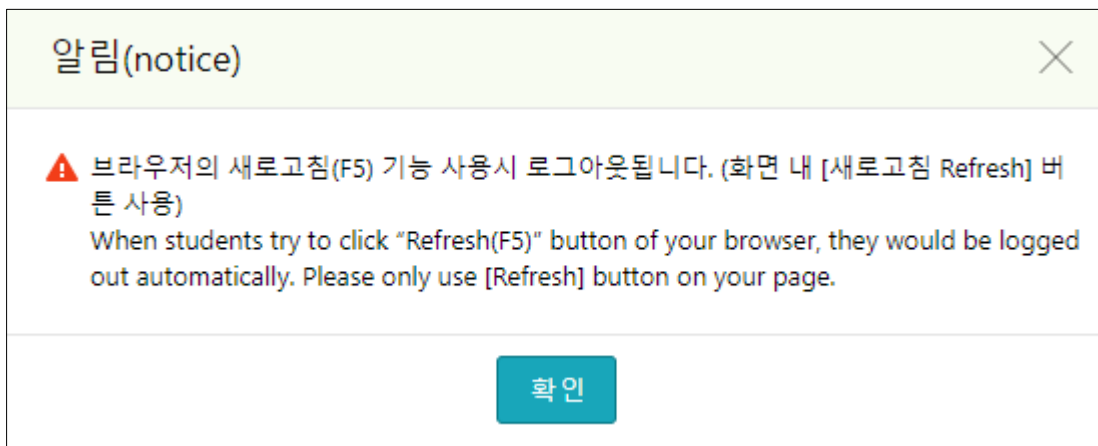 알림(notice)
브라우저의 새로고침(F5) 기능 사용시 로그아웃됩니다. (화면 내 [새로고침 Refresh] 버
튼 사용)
When students try to click “Refresh(F5)” button of your browser, they would be logged
out automatically. Please only use [Refresh] button on your page.
확인